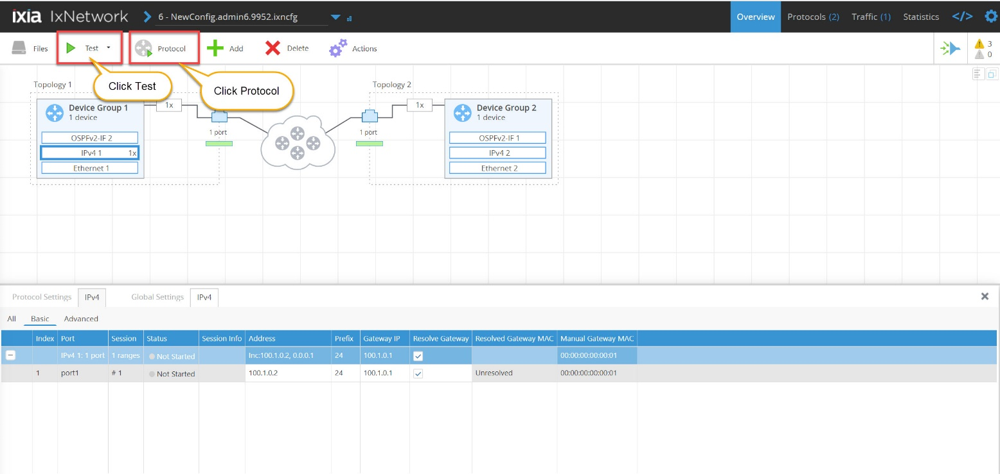 ixia IxNetwork 6 - NewConfig.admin6.9952.ixncfg Overview Protocols (2) Traffic (1) Statistics </>
Files Test Protocol Add Delete Actions 3
0
Click Test
Click Protocol
Topology 1 Topology 2
Device Group 1 1x 1x Device Group 2
1 device 1 device
OSPFv2-IF 2 1 port 1 port OSPFv2-IF 1
IPv4 1 1x IPv4 2
Ethernet 1 Ethernet 2
Protocol Settings IPv4 Global Settings IPv4
All Basic Advanced
Index Port Session Status Session Info Address Prefix Gateway IP Resolve Gateway Resolved Gateway MAC Manual Gateway MAC
IPv4 1: 1 port 1 ranges Not Started Inc:100.1.0.2, 0.0.0.1 24 100.1.0.1 00:00:00:00:00:01
1 port1 # 1 Not Started 100.1.0.2 24 100.1.0.1 Unresolved 00:00:00:00:00:01